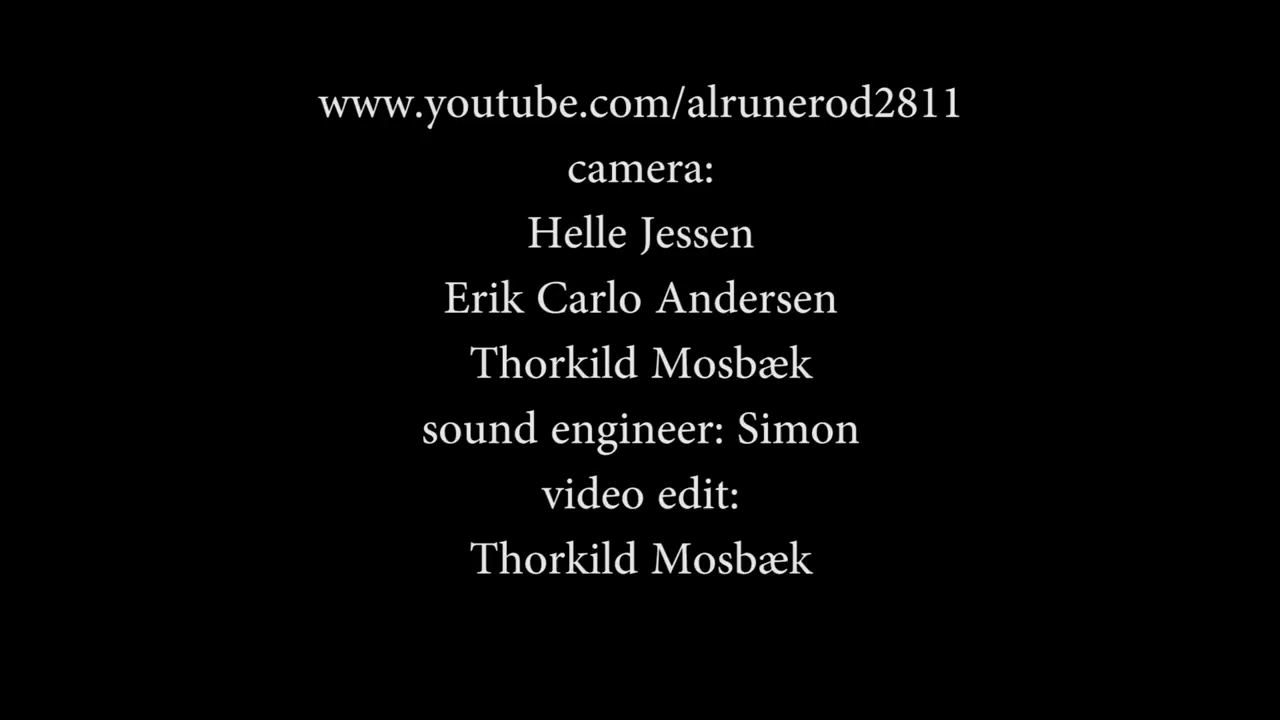 www.youtube.com/alrunerod2811
camera:
Helle Jessen
Erik Carlo Andersen
Thorkild Mosbæk
sound engineer: Simon
video edit:
Thorkild Mosbæk